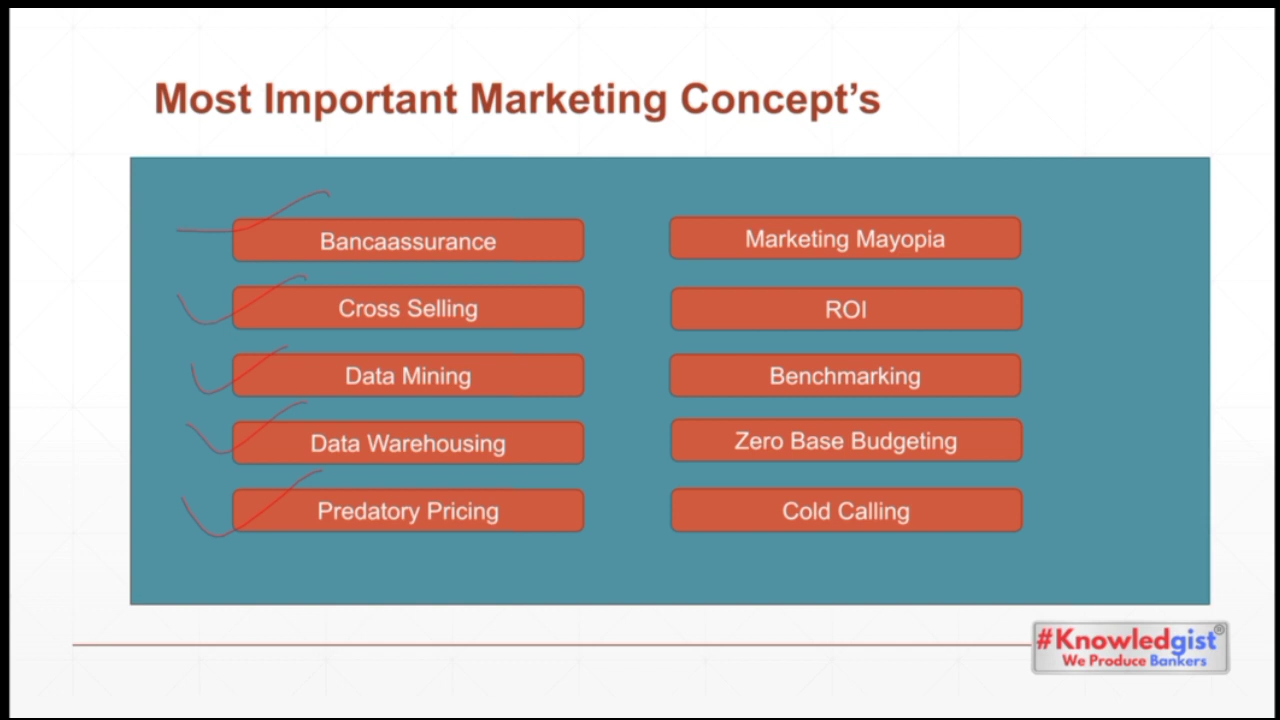 Most Important Marketing Concept’s
Bancaassurance
Cross Selling
Data Mining
Data Warehousing
Predatory Pricing
Marketing Mayopia
ROI
Benchmarking
Zero Base Budgeting
Cold Calling
#Knowledgist®
We Produce Bankers